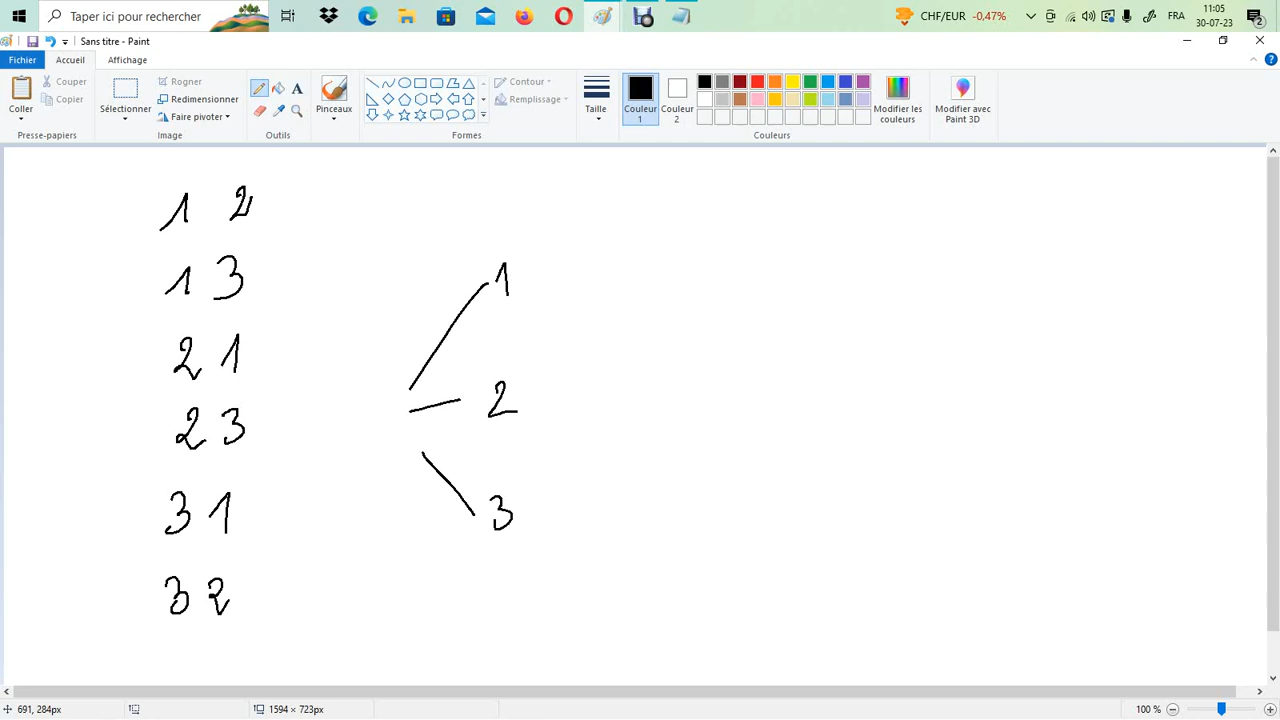 Taper ici pour rechercher
CHF/EUR -0,47%
FRA
11:05
30-07-23
2
Sans titre - Paint
Fichier Accueil Affichage
Coller
Couper
Copier
Presse-papiers
Sélectionner
Rogner
Redimensionner
Faire pivoter
Image
A
Outils
Pinceaux
Contour
Remplissage
Formes
Taille
Couleur 1
Couleur 2
Modifier les couleurs
Couleurs
Modifier avec Paint 3D
1 2
1 3
2 1
2 3
3 1
3 2
1
2
3
691, 284px
1594 × 723px
100 %